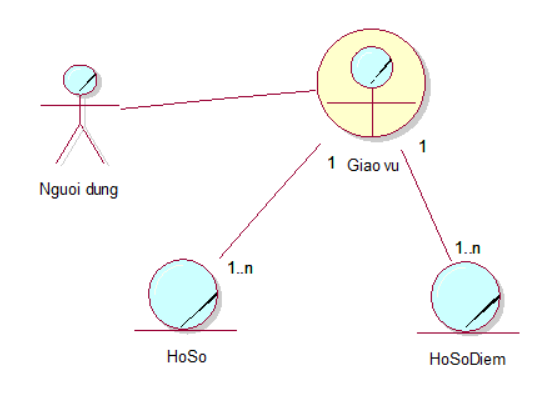 Nguoi dung
Giao vu
1
1
1..n
1..n
HoSo
HoSoDiem